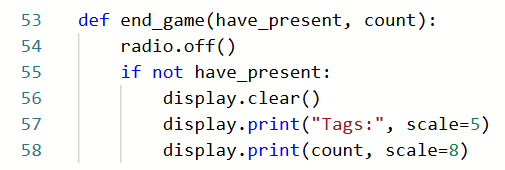 53 def end_game(have_present, count):
54     radio.off()
55     if not have_present:
56         display.clear()
57         display.print("Tags:", scale=5)
58         display.print(count, scale=8)